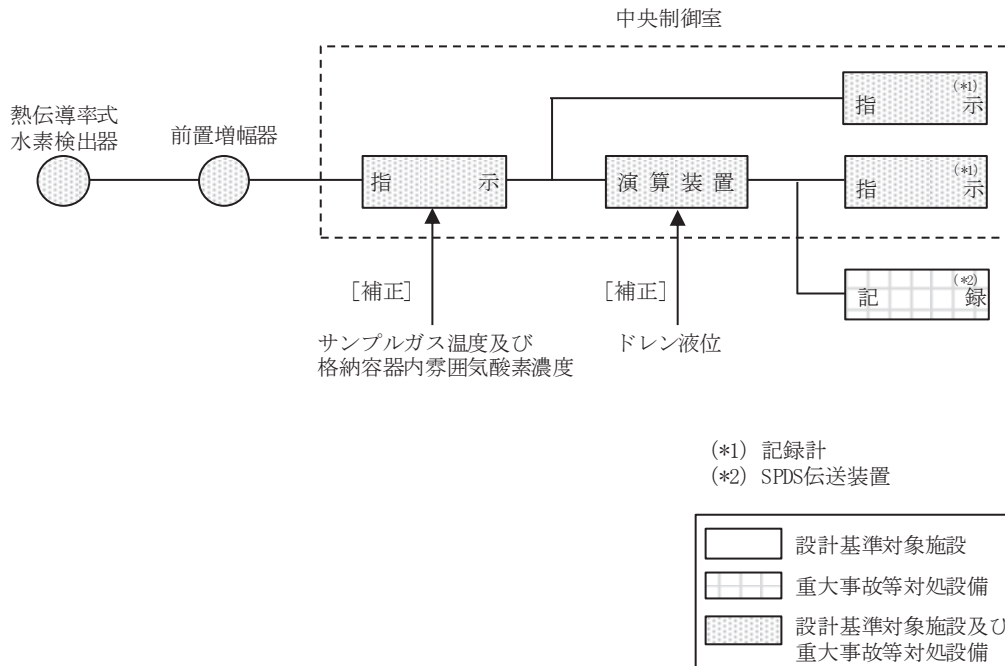 中央制御室
熱伝導率式
水素検出器
前置増幅器
指示
演算装置
指示(*1)
指示(*1)
記録(*2)
[補正]
[補正]
サンプルガス温度及び
格納容器内雰囲気酸素濃度
ドレン液位
(*1) 記録計
(*2) SPDS伝送装置
設計基準対象施設
重大事故等対処設備
設計基準対象施設及び
重大事故等対処設備